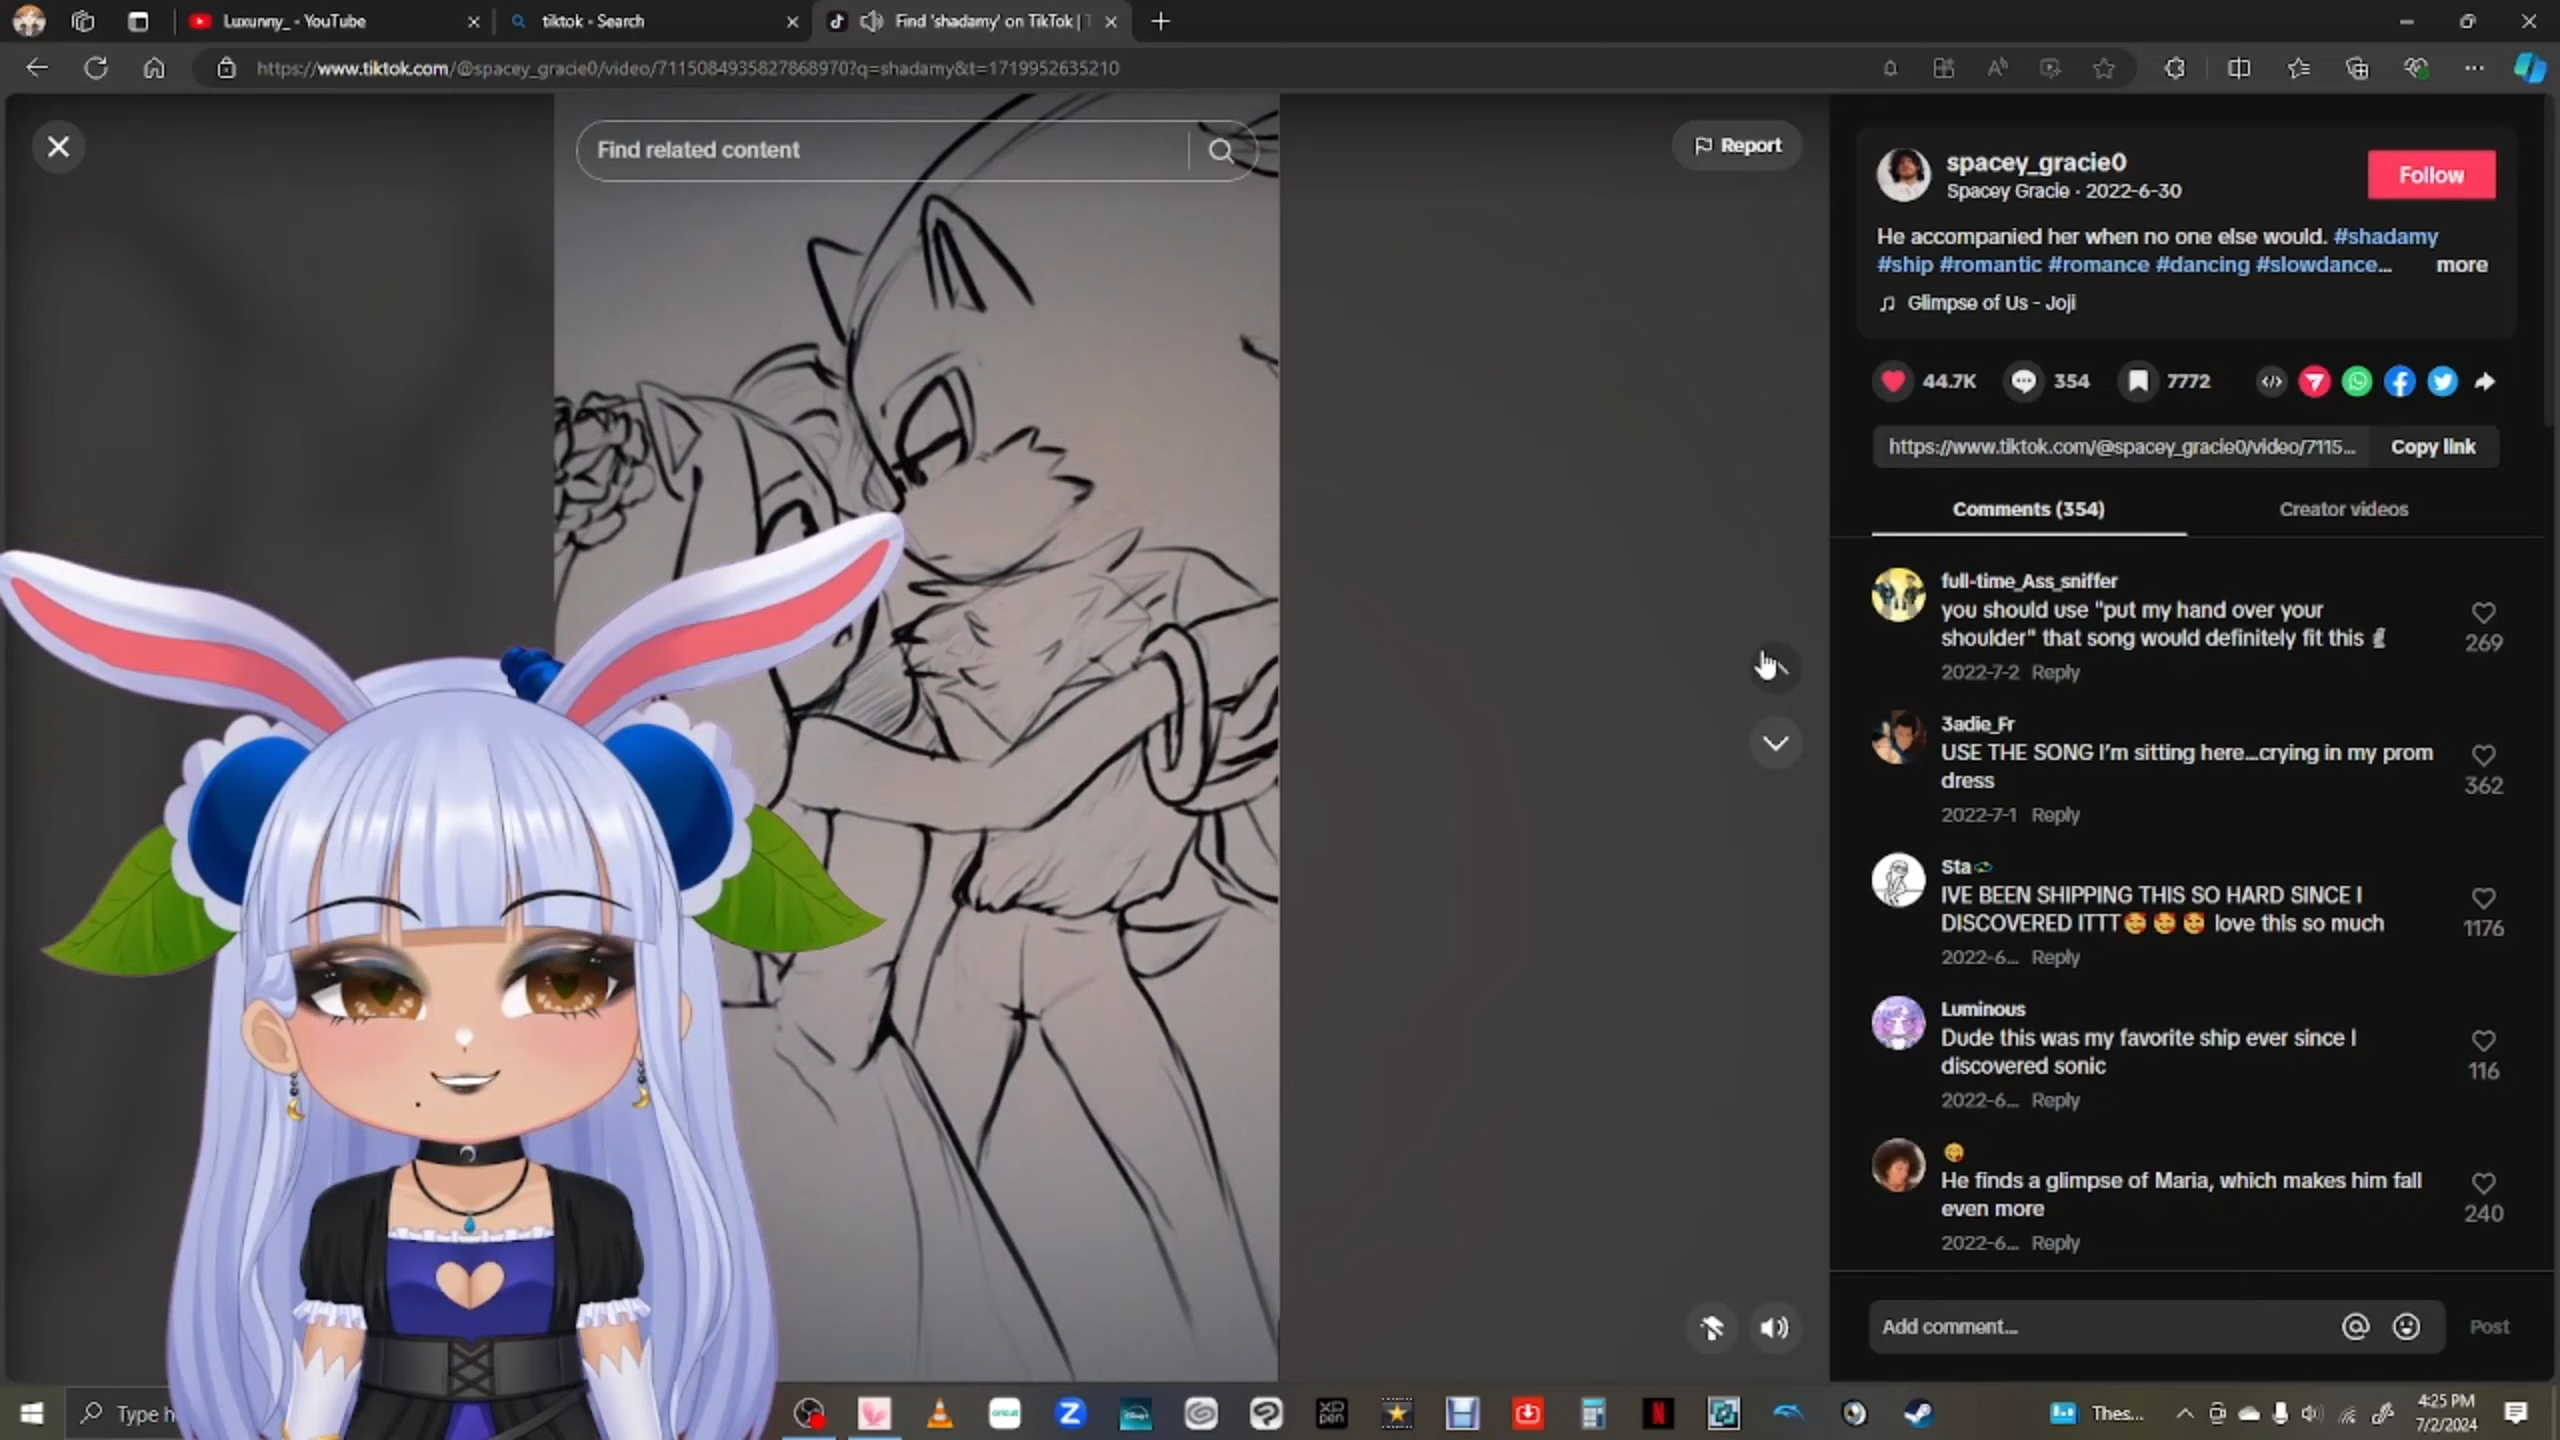 Luxunny_ - YouTube
tiktok - Search
Find 'shadamy' on TikTok | T
https://www.tiktok.com/@spacey_gracie0/video/7115084935827868970?q=shadamy&t=1719952635210
Find related content
Report
spacey_gracie0
Spacey Gracie · 2022-6-30
Follow
He accompanied her when no one else would. #shadamy
#ship #romantic #romance #dancing #slowdance... more
Glimpse of Us - Joji
44.7K 354 7772
https://www.tiktok.com/@spacey_gracie0/video/7115... Copy link
Comments (354) Creator videos
full-time_Ass_sniffer
you should use "put my hand over your
shoulder" that song would definitely fit this
269
2022-7-2 Reply
3adie_Fr
USE THE SONG I'm sitting here...crying in my prom
dress
362
2022-7-1 Reply
Sta
IVE BEEN SHIPPING THIS SO HARD SINCE I
DISCOVERED ITTT🥰 🥰 🥰 love this so much
1176
2022-6... Reply
Luminous
Dude this was my favorite ship ever since I
discovered sonic
116
2022-6... Reply
😋
He finds a glimpse of Maria, which makes him fall
even more
240
2022-6... Reply
Add comment... Post
Type h
cricut
Disney+
XP PEN
Thes...
4:25 PM
7/2/2024